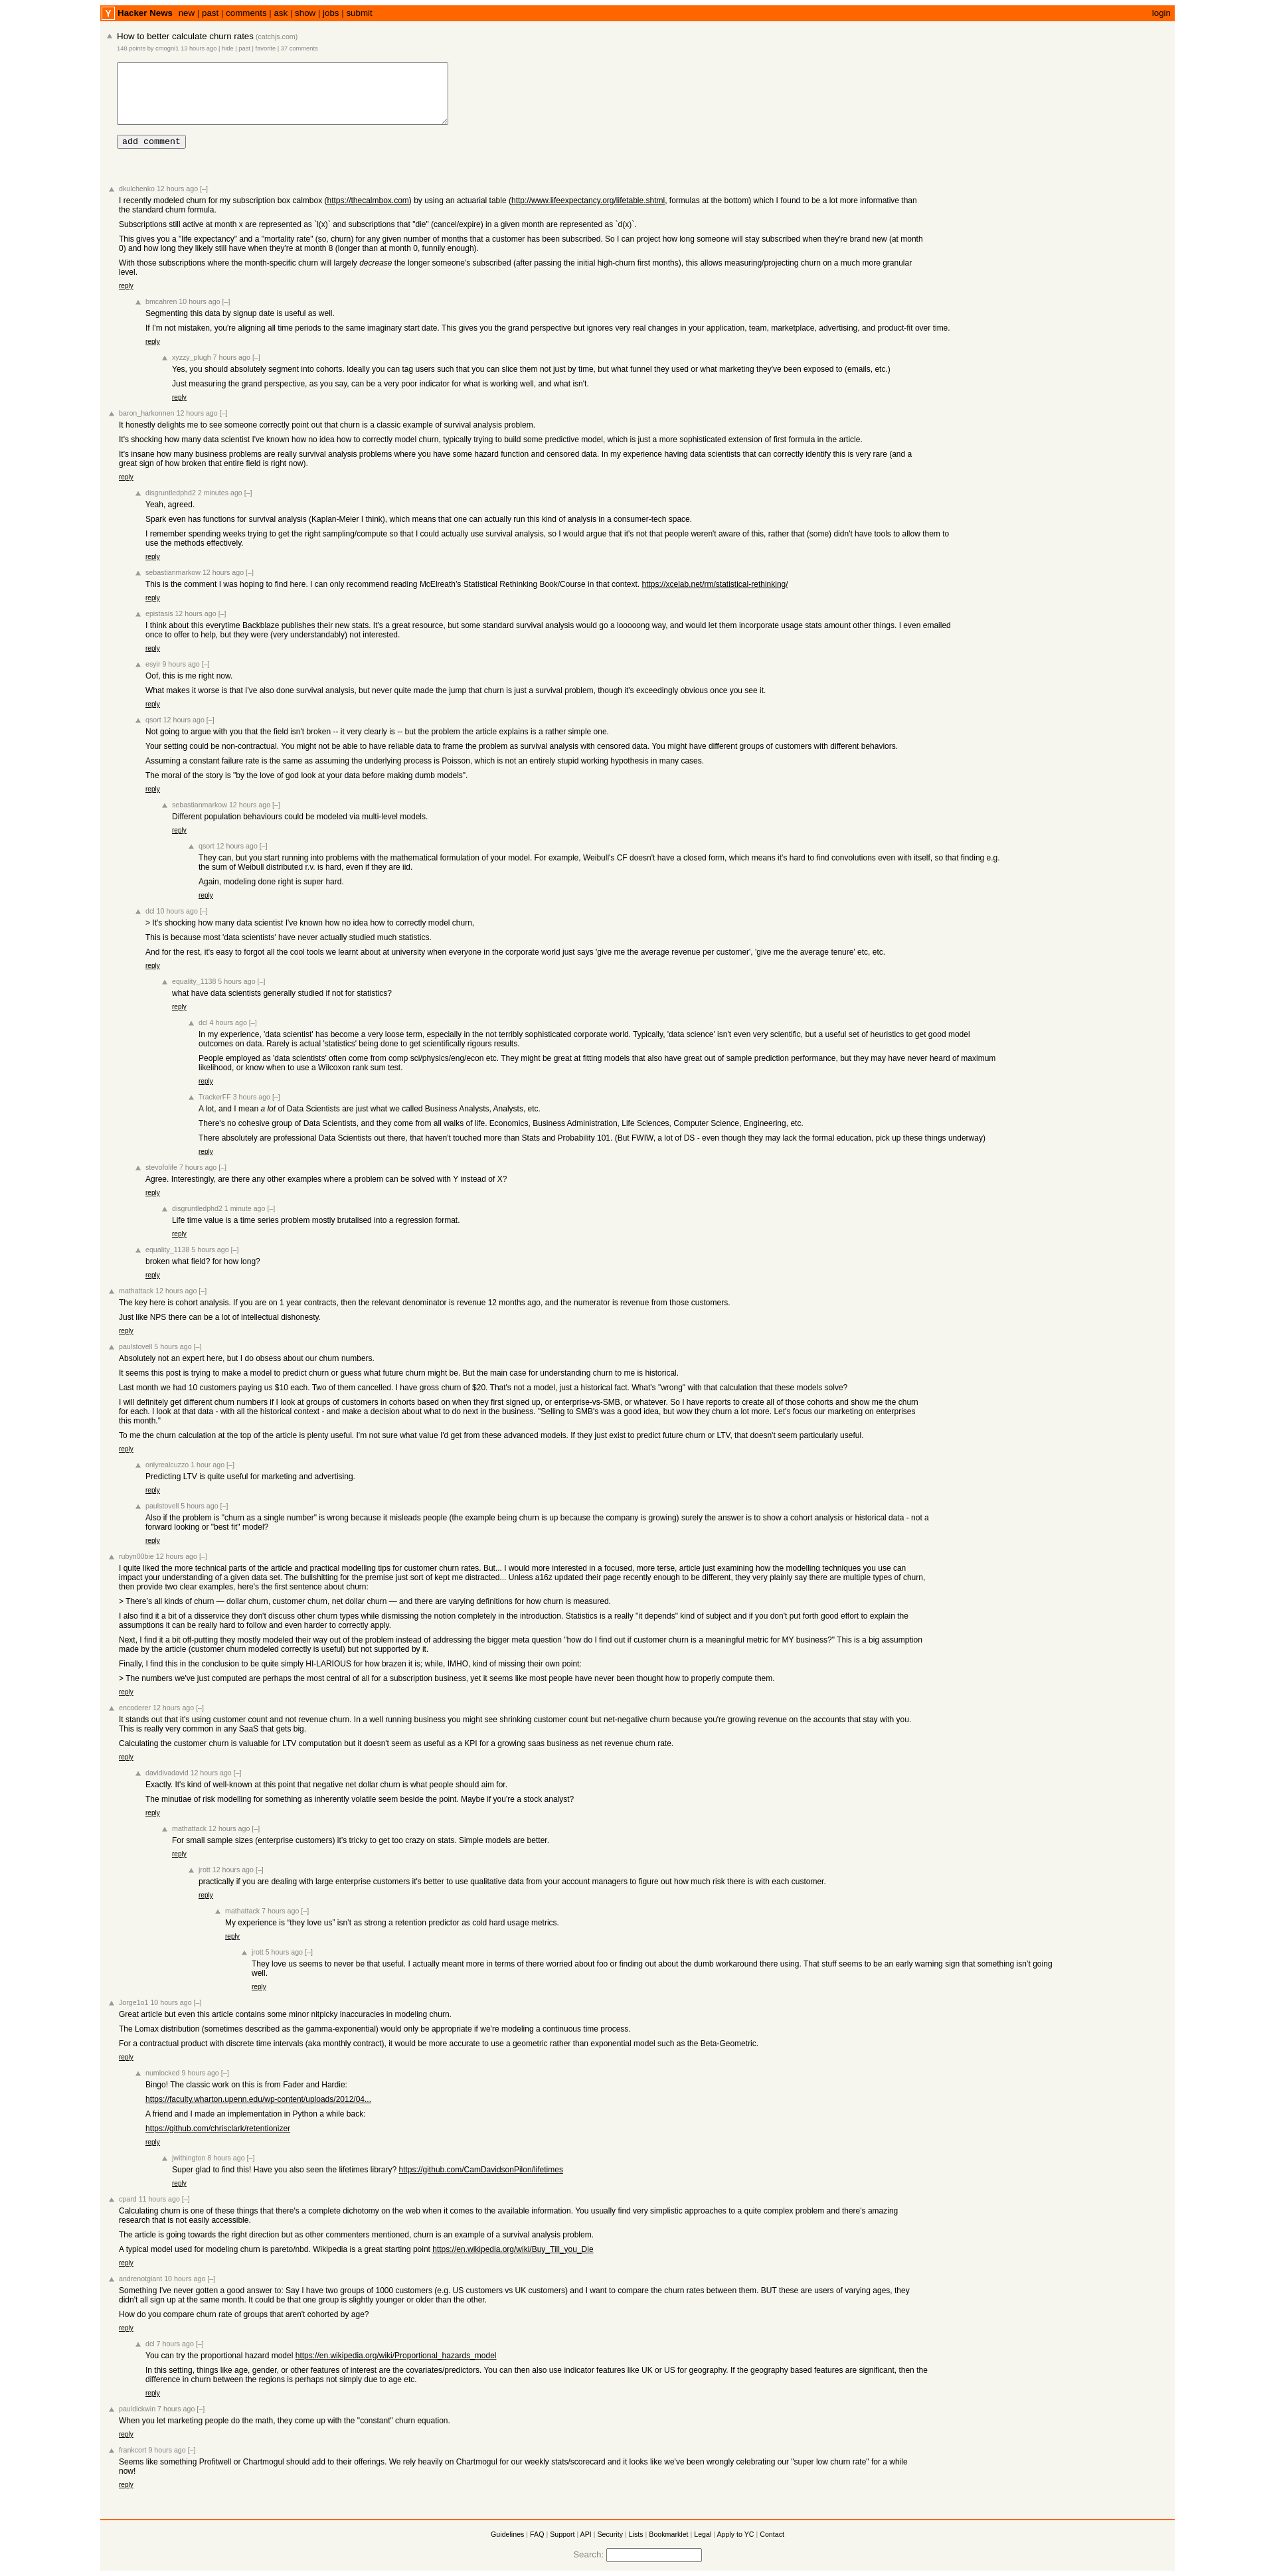 Y Hacker News new | past | comments | ask | show | jobs | submit login
How to better calculate churn rates (catchjs.com)
148 points by cmogni1 13 hours ago | hide | past | favorite | 37 comments
add comment
dkulchenko 12 hours ago [–]
I recently modeled churn for my subscription box calmbox (https://thecalmbox.com) by using an actuarial table (http://www.lifeexpectancy.org/lifetable.shtml, formulas at the bottom) which I found to be a lot more informative than
the standard churn formula.
Subscriptions still active at month x are represented as `l(x)` and subscriptions that "die" (cancel/expire) in a given month are represented as `d(x)`.
This gives you a "life expectancy" and a "mortality rate" (so, churn) for any given number of months that a customer has been subscribed. So I can project how long someone will stay subscribed when they're brand new (at month
0) and how long they likely still have when they're at month 8 (longer than at month 0, funnily enough).
With those subscriptions where the month-specific churn will largely decrease the longer someone's subscribed (after passing the initial high-churn first months), this allows measuring/projecting churn on a much more granular
level.
reply
bmcahren 10 hours ago [–]
Segmenting this data by signup date is useful as well.
If I'm not mistaken, you're aligning all time periods to the same imaginary start date. This gives you the grand perspective but ignores very real changes in your application, team, marketplace, advertising, and product-fit over time.
reply
xyzzy_plugh 7 hours ago [–]
Yes, you should absolutely segment into cohorts. Ideally you can tag users such that you can slice them not just by time, but what funnel they used or what marketing they've been exposed to (emails, etc.)
Just measuring the grand perspective, as you say, can be a very poor indicator for what is working well, and what isn't.
reply
baron_harkonnen 12 hours ago [–]
It honestly delights me to see someone correctly point out that churn is a classic example of survival analysis problem.
It's shocking how many data scientist I've known how no idea how to correctly model churn, typically trying to build some predictive model, which is just a more sophisticated extension of first formula in the article.
It's insane how many business problems are really survival analysis problems where you have some hazard function and censored data. In my experience having data scientists that can correctly identify this is very rare (and a
great sign of how broken that entire field is right now).
reply
disgruntledphd2 2 minutes ago [–]
Yeah, agreed.
Spark even has functions for survival analysis (Kaplan-Meier I think), which means that one can actually run this kind of analysis in a consumer-tech space.
I remember spending weeks trying to get the right sampling/compute so that I could actually use survival analysis, so I would argue that it's not that people weren't aware of this, rather that (some) didn't have tools to allow them to
use the methods effectively.
reply
sebastianmarkow 12 hours ago [–]
This is the comment I was hoping to find here. I can only recommend reading McElreath's Statistical Rethinking Book/Course in that context. https://xcelab.net/rm/statistical-rethinking/
reply
epistasis 12 hours ago [–]
I think about this everytime Backblaze publishes their new stats. It's a great resource, but some standard survival analysis would go a looooong way, and would let them incorporate usage stats amount other things. I even emailed
once to offer to help, but they were (very understandably) not interested.
reply
esyir 9 hours ago [–]
Oof, this is me right now.
What makes it worse is that I've also done survival analysis, but never quite made the jump that churn is just a survival problem, though it's exceedingly obvious once you see it.
reply
qsort 12 hours ago [–]
Not going to argue with you that the field isn't broken -- it very clearly is -- but the problem the article explains is a rather simple one.
Your setting could be non-contractual. You might not be able to have reliable data to frame the problem as survival analysis with censored data. You might have different groups of customers with different behaviors.
Assuming a constant failure rate is the same as assuming the underlying process is Poisson, which is not an entirely stupid working hypothesis in many cases.
The moral of the story is "by the love of god look at your data before making dumb models".
reply
sebastianmarkow 12 hours ago [–]
Different population behaviours could be modeled via multi-level models.
reply
qsort 12 hours ago [–]
They can, but you start running into problems with the mathematical formulation of your model. For example, Weibull's CF doesn't have a closed form, which means it's hard to find convolutions even with itself, so that finding e.g.
the sum of Weibull distributed r.v. is hard, even if they are iid.
Again, modeling done right is super hard.
reply
dcl 10 hours ago [–]
> It's shocking how many data scientist I've known how no idea how to correctly model churn,
This is because most 'data scientists' have never actually studied much statistics.
And for the rest, it's easy to forgot all the cool tools we learnt about at university when everyone in the corporate world just says 'give me the average revenue per customer', 'give me the average tenure' etc, etc.
reply
equality_1138 5 hours ago [–]
what have data scientists generally studied if not for statistics?
reply
dcl 4 hours ago [–]
In my experience, 'data scientist' has become a very loose term, especially in the not terribly sophisticated corporate world. Typically, 'data science' isn't even very scientific, but a useful set of heuristics to get good model
outcomes on data. Rarely is actual 'statistics' being done to get scientifically rigours results.
People employed as 'data scientists' often come from comp sci/physics/eng/econ etc. They might be great at fitting models that also have great out of sample prediction performance, but they may have never heard of maximum
likelihood, or know when to use a Wilcoxon rank sum test.
reply
TrackerFF 3 hours ago [–]
A lot, and I mean a lot of Data Scientists are just what we called Business Analysts, Analysts, etc.
There's no cohesive group of Data Scientists, and they come from all walks of life. Economics, Business Administration, Life Sciences, Computer Science, Engineering, etc.
There absolutely are professional Data Scientists out there, that haven't touched more than Stats and Probability 101. (But FWIW, a lot of DS - even though they may lack the formal education, pick up these things underway)
reply
stevofolife 7 hours ago [–]
Agree. Interestingly, are there any other examples where a problem can be solved with Y instead of X?
reply
disgruntledphd2 1 minute ago [–]
Life time value is a time series problem mostly brutalised into a regression format.
reply
equality_1138 5 hours ago [–]
broken what field? for how long?
reply
mathattack 12 hours ago [–]
The key here is cohort analysis. If you are on 1 year contracts, then the relevant denominator is revenue 12 months ago, and the numerator is revenue from those customers.
Just like NPS there can be a lot of intellectual dishonesty.
reply
paulstovell 5 hours ago [–]
Absolutely not an expert here, but I do obsess about our churn numbers.
It seems this post is trying to make a model to predict churn or guess what future churn might be. But the main case for understanding churn to me is historical.
Last month we had 10 customers paying us $10 each. Two of them cancelled. I have gross churn of $20. That's not a model, just a historical fact. What's "wrong" with that calculation that these models solve?
I will definitely get different churn numbers if I look at groups of customers in cohorts based on when they first signed up, or enterprise-vs-SMB, or whatever. So I have reports to create all of those cohorts and show me the churn
for each. I look at that data - with all the historical context - and make a decision about what to do next in the business. "Selling to SMB's was a good idea, but wow they churn a lot more. Let's focus our marketing on enterprises
this month."
To me the churn calculation at the top of the article is plenty useful. I'm not sure what value I'd get from these advanced models. If they just exist to predict future churn or LTV, that doesn't seem particularly useful.
reply
onlyrealcuzzo 1 hour ago [–]
Predicting LTV is quite useful for marketing and advertising.
reply
paulstovell 5 hours ago [–]
Also if the problem is "churn as a single number" is wrong because it misleads people (the example being churn is up because the company is growing) surely the answer is to show a cohort analysis or historical data - not a
forward looking or "best fit" model?
reply
rubyn00bie 12 hours ago [–]
I quite liked the more technical parts of the article and practical modelling tips for customer churn rates. But... I would more interested in a focused, more terse, article just examining how the modelling techniques you use can
impact your understanding of a given data set. The bullshitting for the premise just sort of kept me distracted... Unless a16z updated their page recently enough to be different, they very plainly say there are multiple types of churn,
then provide two clear examples, here's the first sentence about churn:
> There's all kinds of churn — dollar churn, customer churn, net dollar churn — and there are varying definitions for how churn is measured.
I also find it a bit of a disservice they don't discuss other churn types while dismissing the notion completely in the introduction. Statistics is a really "it depends" kind of subject and if you don't put forth good effort to explain the
assumptions it can be really hard to follow and even harder to correctly apply.
Next, I find it a bit off-putting they mostly modeled their way out of the problem instead of addressing the bigger meta question "how do I find out if customer churn is a meaningful metric for MY business?" This is a big assumption
made by the article (customer churn modeled correctly is useful) but not supported by it.
Finally, I find this in the conclusion to be quite simply HI-LARIOUS for how brazen it is; while, IMHO, kind of missing their own point:
> The numbers we've just computed are perhaps the most central of all for a subscription business, yet it seems like most people have never been thought how to properly compute them.
reply
encoderer 12 hours ago [–]
It stands out that it's using customer count and not revenue churn. In a well running business you might see shrinking customer count but net-negative churn because you're growing revenue on the accounts that stay with you.
This is really very common in any SaaS that gets big.
Calculating the customer churn is valuable for LTV computation but it doesn't seem as useful as a KPI for a growing saas business as net revenue churn rate.
reply
davidivadavid 12 hours ago [–]
Exactly. It's kind of well-known at this point that negative net dollar churn is what people should aim for.
The minutiae of risk modelling for something as inherently volatile seem beside the point. Maybe if you're a stock analyst?
reply
mathattack 12 hours ago [–]
For small sample sizes (enterprise customers) it's tricky to get too crazy on stats. Simple models are better.
reply
jrott 12 hours ago [–]
practically if you are dealing with large enterprise customers it's better to use qualitative data from your account managers to figure out how much risk there is with each customer.
reply
mathattack 7 hours ago [–]
My experience is “they love us” isn't as strong a retention predictor as cold hard usage metrics.
reply
jrott 5 hours ago [–]
They love us seems to never be that useful. I actually meant more in terms of there worried about foo or finding out about the dumb workaround there using. That stuff seems to be an early warning sign that something isn't going
well.
reply
Jorge1o1 10 hours ago [–]
Great article but even this article contains some minor nitpicky inaccuracies in modeling churn.
The Lomax distribution (sometimes described as the gamma-exponential) would only be appropriate if we're modeling a continuous time process.
For a contractual product with discrete time intervals (aka monthly contract), it would be more accurate to use a geometric rather than exponential model such as the Beta-Geometric.
reply
numlocked 9 hours ago [–]
Bingo! The classic work on this is from Fader and Hardie:
https://faculty.wharton.upenn.edu/wp-content/uploads/2012/04...
A friend and I made an implementation in Python a while back:
https://github.com/chrisclark/retentionizer
reply
jwithington 8 hours ago [–]
Super glad to find this! Have you also seen the lifetimes library? https://github.com/CamDavidsonPilon/lifetimes
reply
cpard 11 hours ago [–]
Calculating churn is one of these things that there's a complete dichotomy on the web when it comes to the available information. You usually find very simplistic approaches to a quite complex problem and there's amazing
research that is not easily accessible.
The article is going towards the right direction but as other commenters mentioned, churn is an example of a survival analysis problem.
A typical model used for modeling churn is pareto/nbd. Wikipedia is a great starting point https://en.wikipedia.org/wiki/Buy_Till_you_Die
reply
andrenotgiant 10 hours ago [–]
Something I've never gotten a good answer to: Say I have two groups of 1000 customers (e.g. US customers vs UK customers) and I want to compare the churn rates between them. BUT these are users of varying ages, they
didn't all sign up at the same month. It could be that one group is slightly younger or older than the other.
How do you compare churn rate of groups that aren't cohorted by age?
reply
dcl 7 hours ago [–]
You can try the proportional hazard model https://en.wikipedia.org/wiki/Proportional_hazards_model
In this setting, things like age, gender, or other features of interest are the covariates/predictors. You can then also use indicator features like UK or US for geography. If the geography based features are significant, then the
difference in churn between the regions is perhaps not simply due to age etc.
reply
pauldickwin 7 hours ago [–]
When you let marketing people do the math, they come up with the "constant" churn equation.
reply
frankcort 9 hours ago [–]
Seems like something Profitwell or Chartmogul should add to their offerings. We rely heavily on Chartmogul for our weekly stats/scorecard and it looks like we've been wrongly celebrating our "super low churn rate" for a while
now!
reply
Guidelines | FAQ | Support | API | Security | Lists | Bookmarklet | Legal | Apply to YC | Contact
Search: